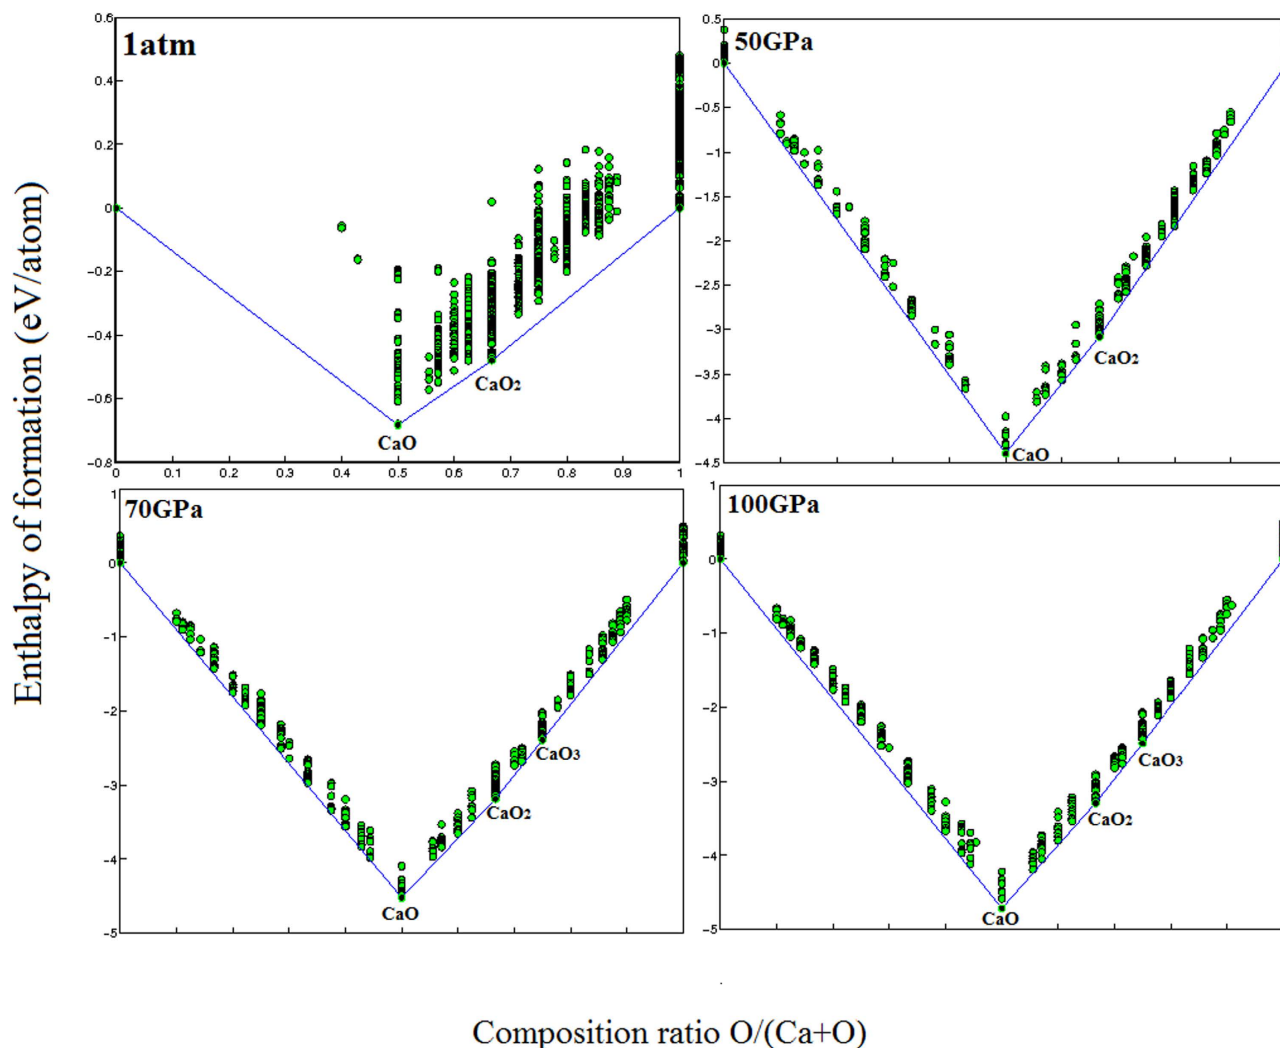 Enthalpy of formation (eV/atom)
1atm
0.6
0.4
0.2
0
−0.2
−0.4
−0.6
−0.8
0 0.1 0.2 0.3 0.4 0.5 0.6 0.7 0.8 0.9 1
CaO
CaO2
50GPa
0.5
0
−0.5
−1
−1.5
−2
−2.5
−3
−3.5
−4
−4.5
CaO2
CaO
70GPa
1
0
−1
−2
−3
−4
−5
CaO3
CaO2
CaO
100GPa
1
0
−1
−2
−3
−4
−5
CaO3
CaO2
CaO
Composition ratio O/(Ca+O)